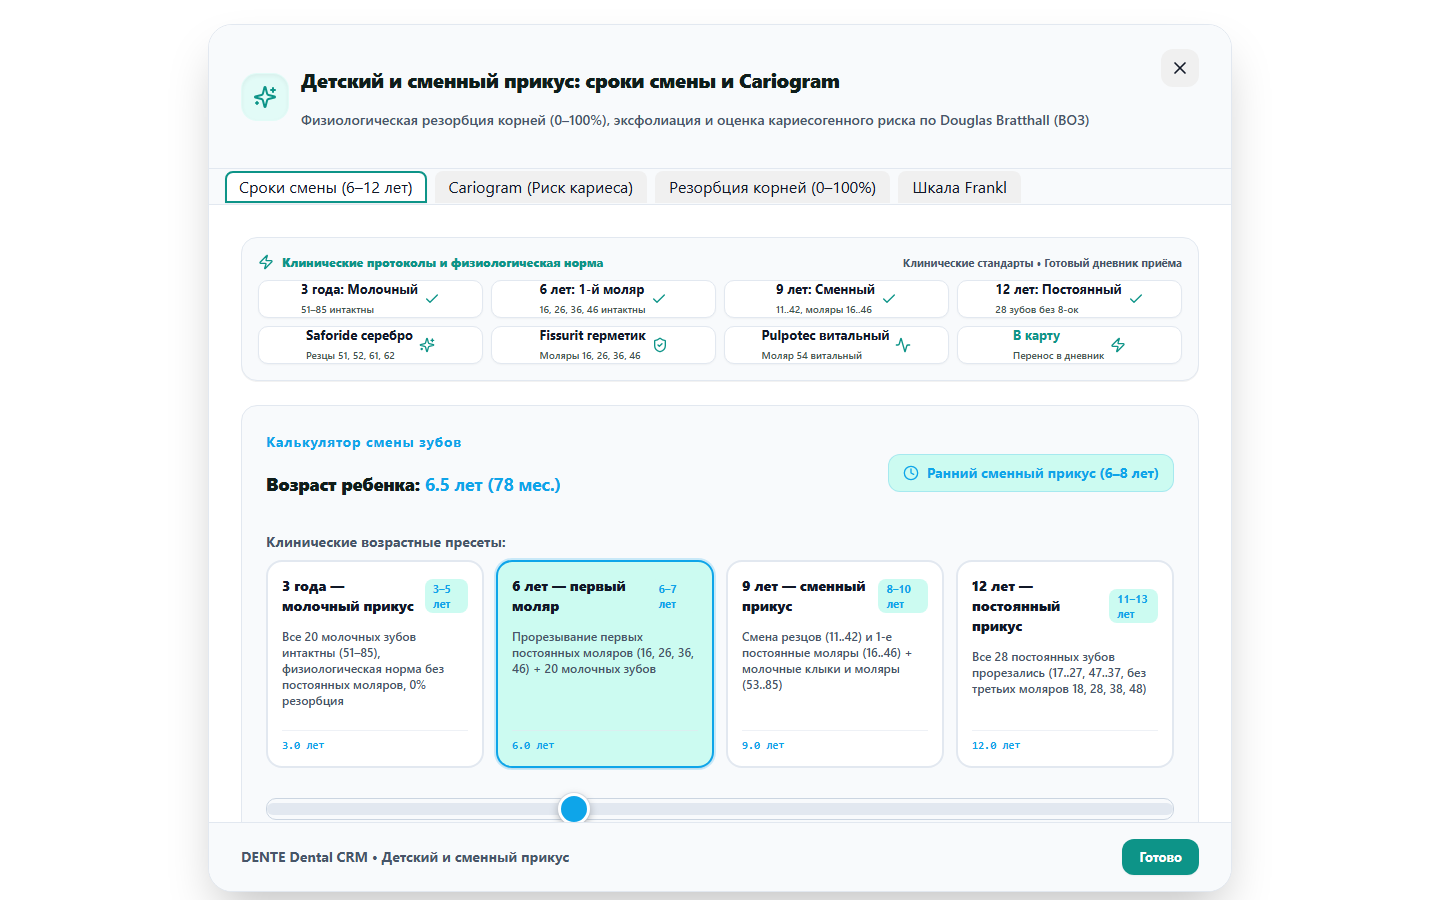 Детский и сменный прикус: сроки смены и Cariogram
Физиологическая резорбция корней (0–100%), эксфолиация и оценка кариесогенного риска по Douglas Bratthall (ВОЗ)
Сроки смены (6–12 лет)
Cariogram (Риск кариеса)
Резорбция корней (0–100%)
Шкала Frankl
Клинические протоколы и физиологическая норма
Клинические стандарты • Готовый дневник приёма
3 года: Молочный
51–85 интактны
6 лет: 1-й моляр
16, 26, 36, 46 интактны
9 лет: Сменный
11..42, моляры 16..46
12 лет: Постоянный
28 зубов без 8-ок
Saforide серебро
Резцы 51, 52, 61, 62
Fissurit герметик
Моляры 16, 26, 36, 46
Pulpotec витальный
Моляр 54 витальный
В карту
Перенос в дневник
Калькулятор смены зубов
Возраст ребенка: 6.5 лет (78 мес.)
Ранний сменный прикус (6–8 лет)
Клинические возрастные пресеты:
3 года —
молочный прикус
3–5
лет
Все 20 молочных зубов
интактны (51–85),
физиологическая норма без
постоянных моляров, 0%
резорбция
3.0 лет
6 лет — первый
моляр
6–7
лет
Прорезывание первых
постоянных моляров (16, 26, 36,
46) + 20 молочных зубов
6.0 лет
9 лет — сменный
прикус
8–10
лет
Смена резцов (11..42) и 1-е
постоянные моляры (16..46) +
молочные клыки и моляры
(53..85)
9.0 лет
12 лет —
постоянный
прикус
11–13
лет
Все 28 постоянных зубов
прорезались (17..27, 47..37, без
третьих моляров 18, 28, 38, 48)
12.0 лет
DENTE Dental CRM • Детский и сменный прикус
Готово